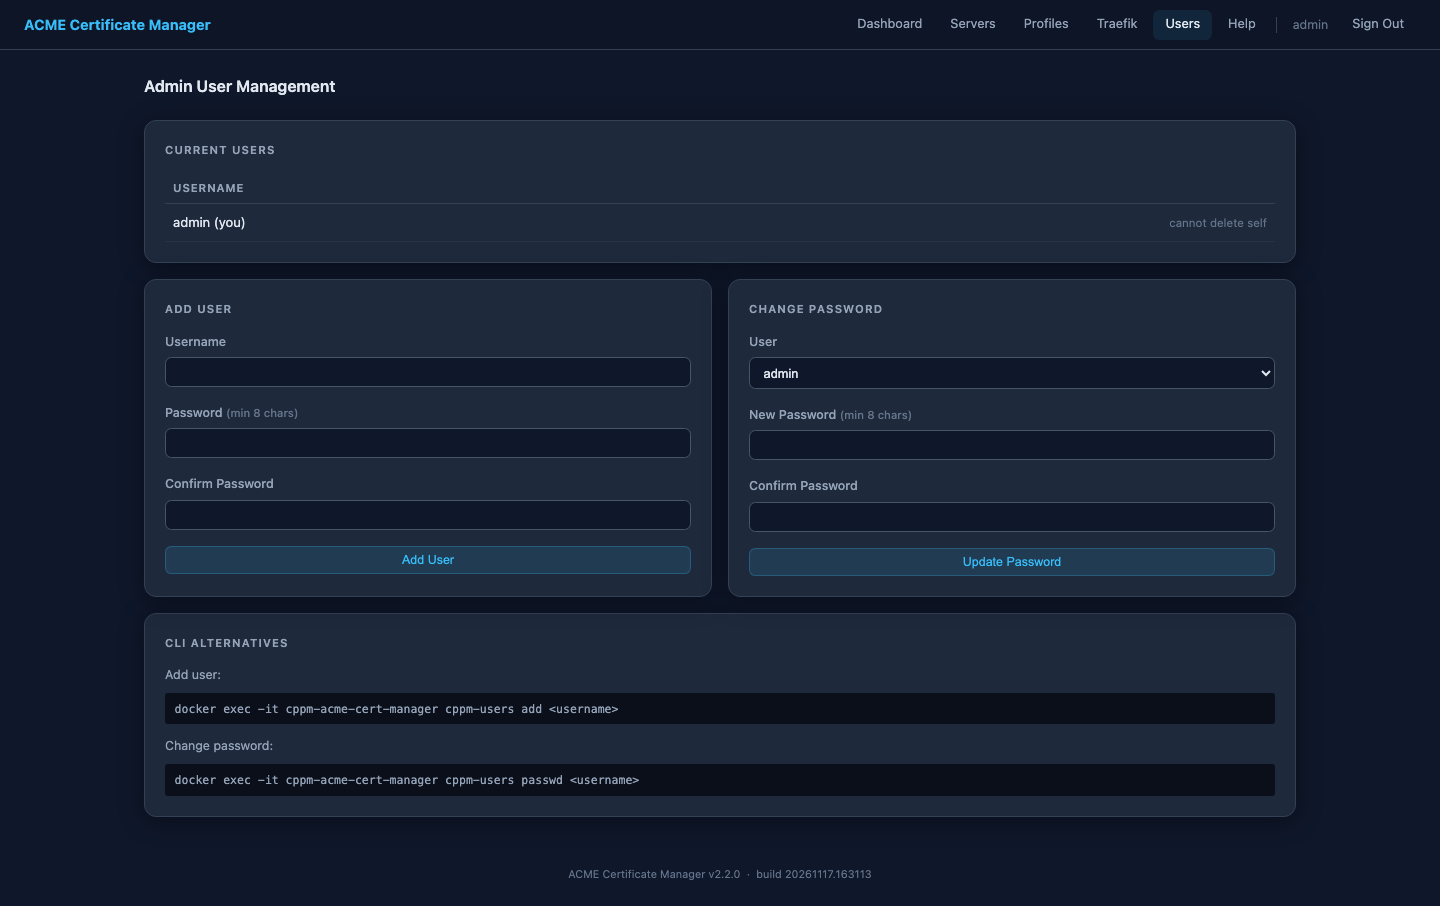 ACME Certificate Manager
Dashboard Servers Profiles Traefik Users Help admin Sign Out
Admin User Management
CURRENT USERS
USERNAME
admin (you) cannot delete self
ADD USER
Username
Password (min 8 chars)
Confirm Password
Add User
CHANGE PASSWORD
User
admin
New Password (min 8 chars)
Confirm Password
Update Password
CLI ALTERNATIVES
Add user:
docker exec -it cppm-acme-cert-manager cppm-users add <username>
Change password:
docker exec -it cppm-acme-cert-manager cppm-users passwd <username>
ACME Certificate Manager v2.2.0 · build 20261117.163113